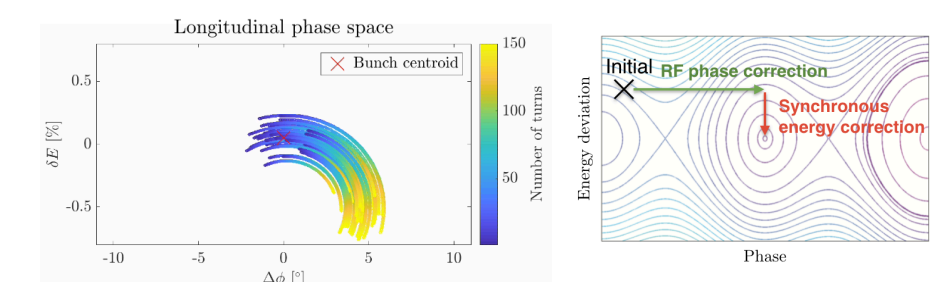 Longitudinal phase space
Bunch centroid
0.5
0
-0.5
δE [%]
-10
-5
0
5
10
Δϕ [°]
150
100
50
Number of turns
Initial
RF phase correction
Synchronous
energy correction
Energy deviation
Phase